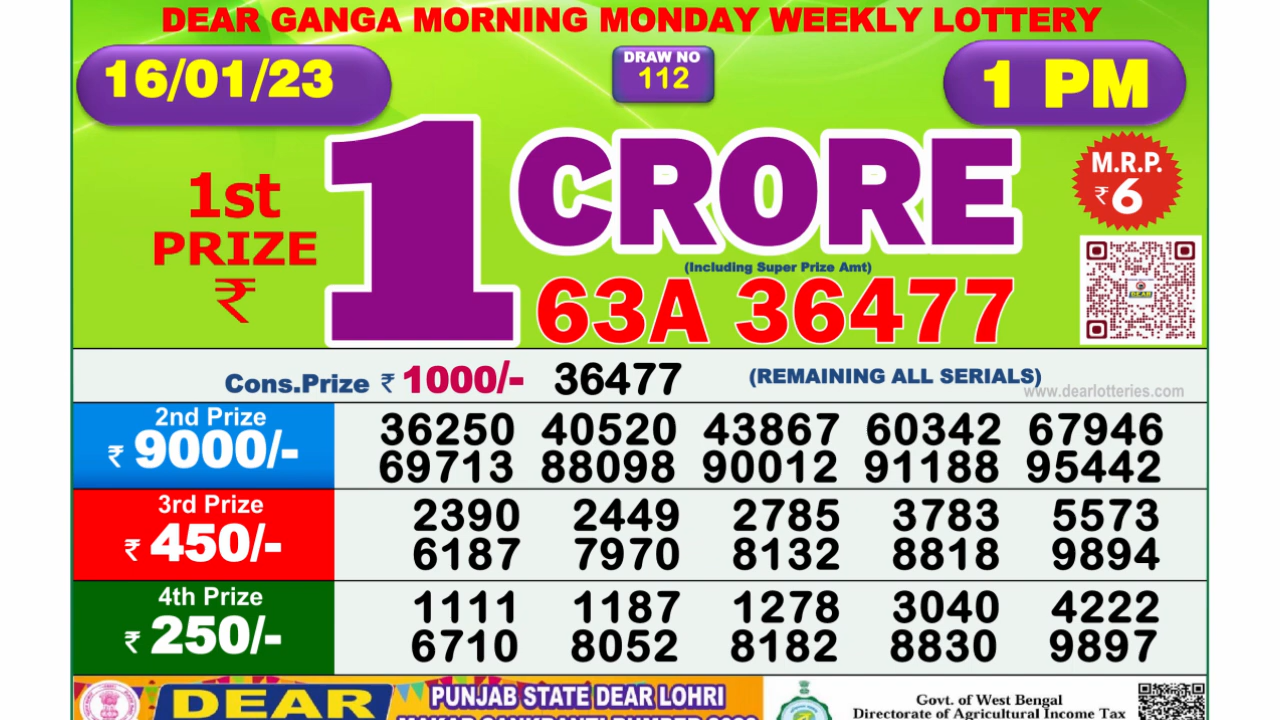 DEAR GANGA MORNING MONDAY WEEKLY LOTTERY
16/01/23
DRAW NO
112
1 PM
1st
PRIZE
₹
1 CRORE
(Including Super Prize Amt)
63A 36477
M.R.P.
₹6
DEAR
Cons.Prize ₹ 1000/- 36477 (REMAINING ALL SERIALS)
www.dearlotteries.com
2nd Prize
₹ 9000/-
36250 40520 43867 60342 67946
69713 88098 90012 91188 95442
3rd Prize
₹ 450/-
2390 2449 2785 3783 5573
6187 7970 8132 8818 9894
4th Prize
₹ 250/-
1111 1187 1278 3040 4222
6710 8052 8182 8830 9897
DEAR
PUNJAB STATE DEAR LOHRI
Govt. of West Bengal
Directorate of Agricultural Income Tax